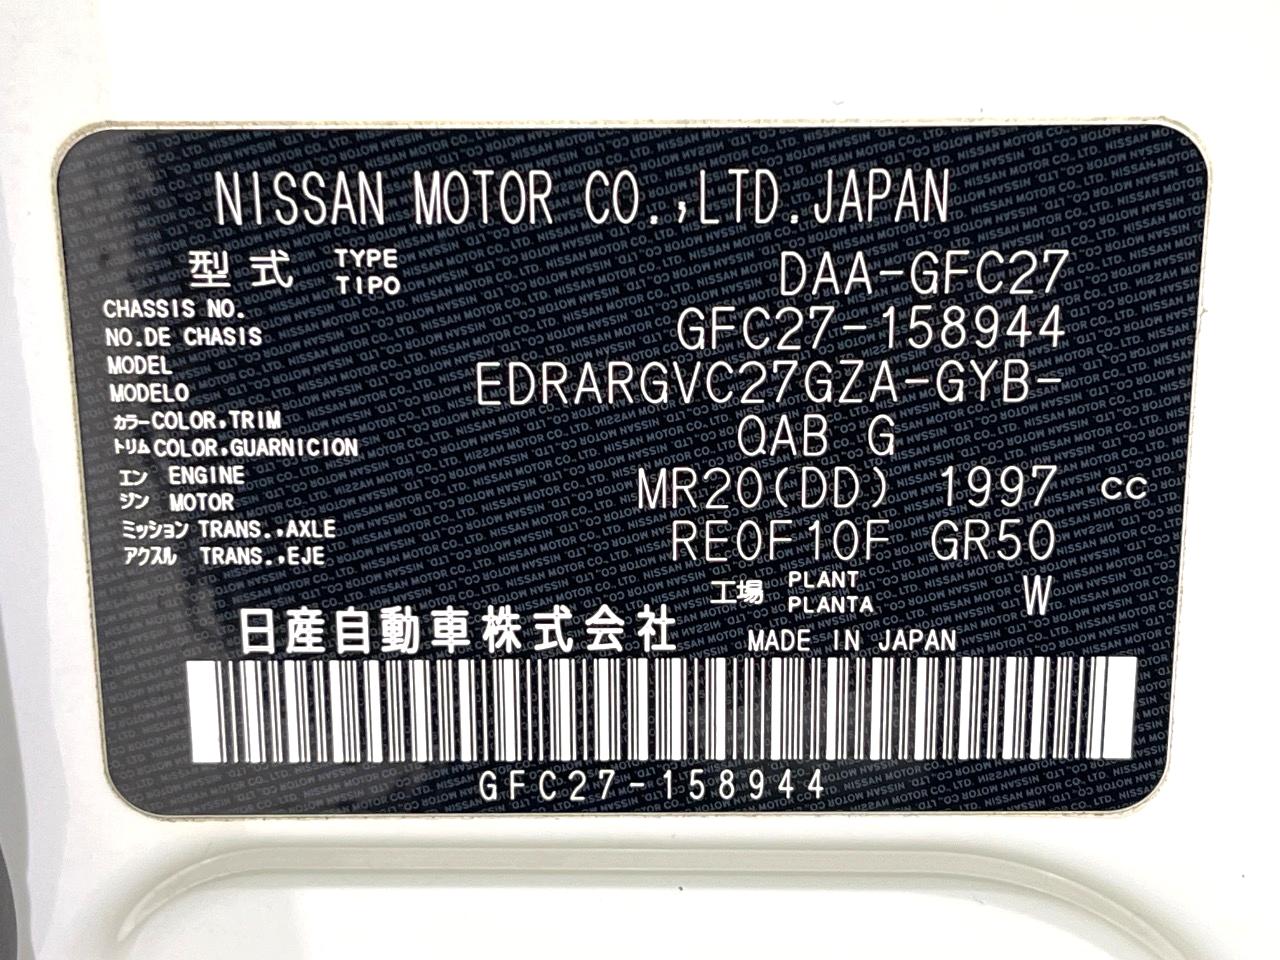 NISSAN MOTOR CO.,LTD.JAPAN
型式 TYPE TIPO DAA-GFC27
CHASSIS NO.
NO.DE CHASIS GFC27-158944
MODEL
MODELO EDRARGVC27GZA-GYB-
カラー COLOR,TRIM
トリム COLOR,GUARNICION QAB G
エン ENGINE
ジン MOTOR MR20(DD) 1997 cc
ミッション TRANS.,AXLE
アクスル TRANS.,EJE RE0F10F GR50
工場 PLANT PLANTA W
日産自動車株式会社 MADE IN JAPAN
GFC27-158944